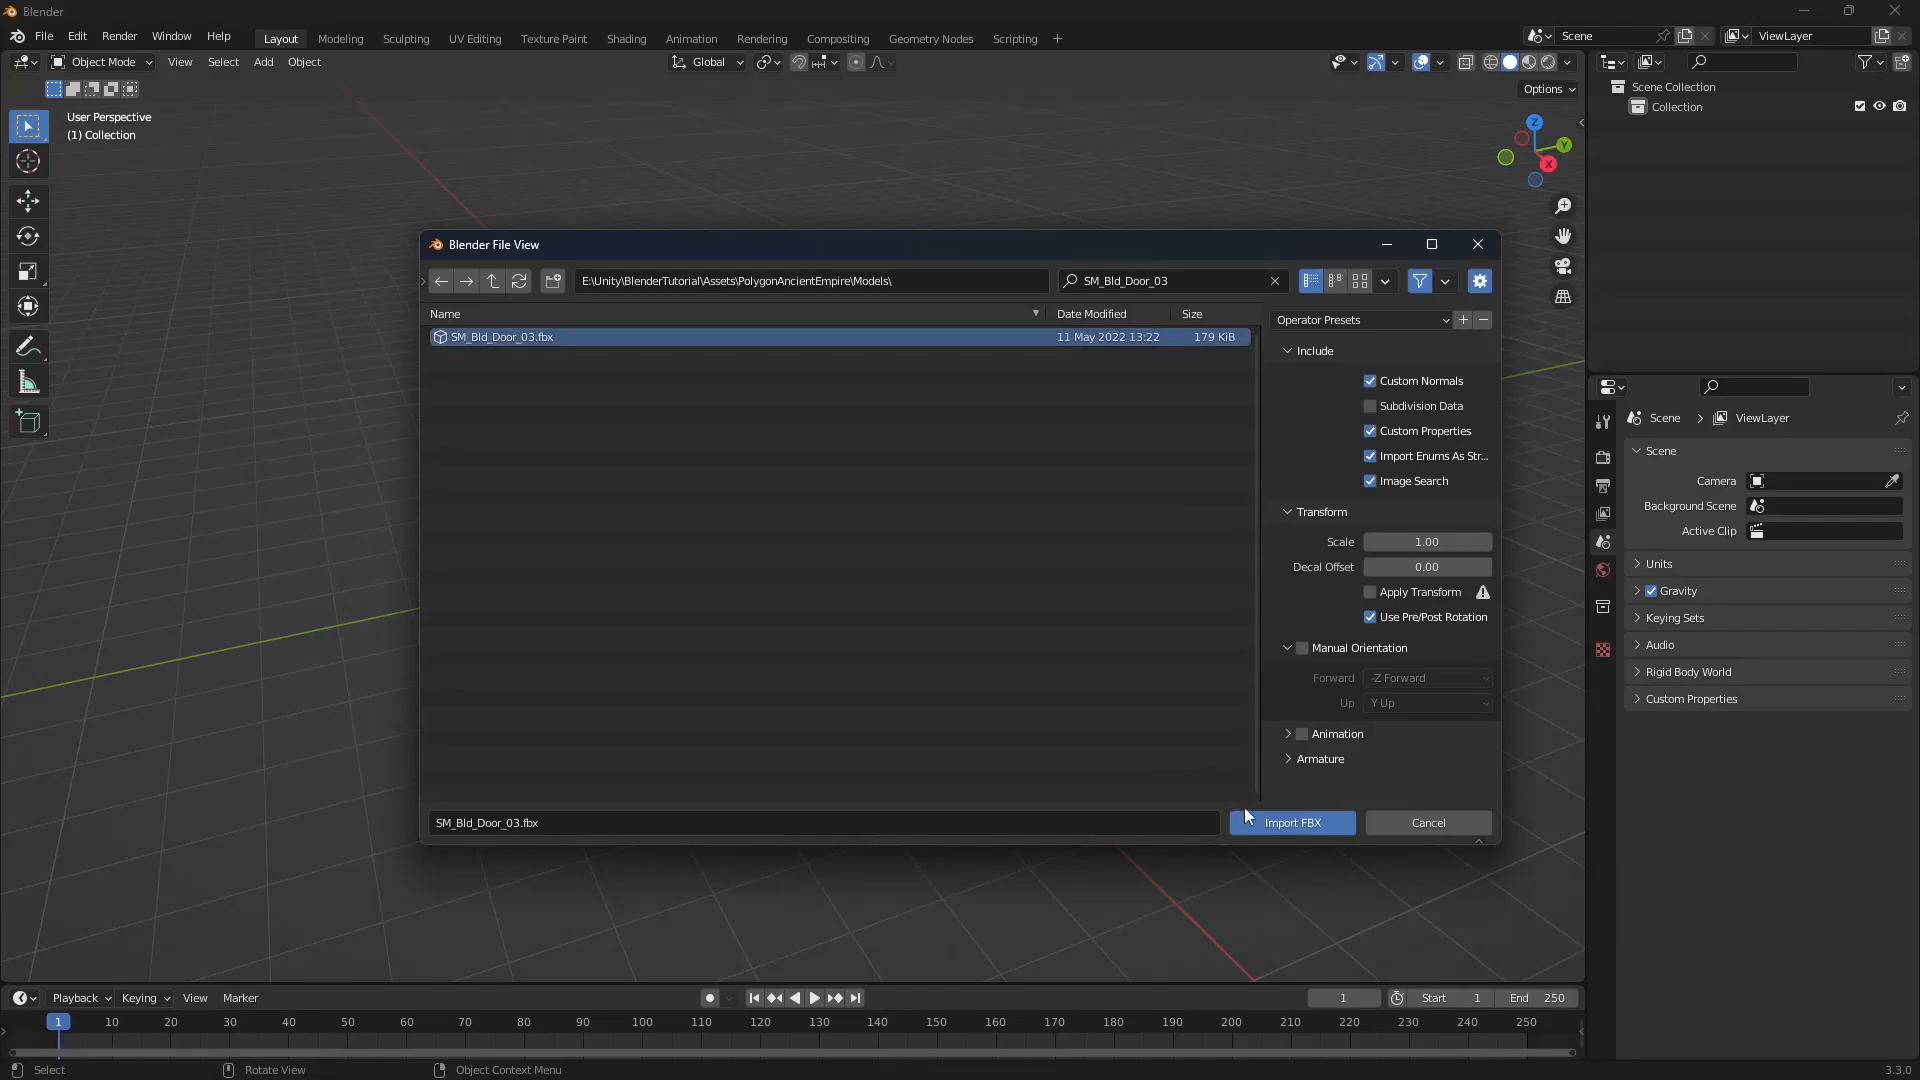 Blender
File Edit Render Window Help Layout Modeling Sculpting UV Editing Texture Paint Shading Animation Rendering Compositing Geometry Nodes Scripting + Scene ViewLayer
Object Mode View Select Add Object Global
Options
User Perspective
(1) Collection
Z
Y
X
Scene Collection
Collection
Blender File View
E:\Unity\BlenderTutorial\Assets\PolygonAncientEmpire\Models\ SM_Bld_Door_03
Name Date Modified Size
SM_Bld_Door_03.fbx 11 May 2022 13:22 179 KiB
Operator Presets
Include
Custom Normals
Subdivision Data
Custom Properties
Import Enums As Str...
Image Search
Transform
Scale 1.00
Decal Offset 0.00
Apply Transform
Use Pre/Post Rotation
Manual Orientation
Forward -Z Forward
Up Y Up
Animation
Armature
SM_Bld_Door_03.fbx Import FBX Cancel
Scene > ViewLayer
Scene
Camera
Background Scene
Active Clip
Units
Gravity
Keying Sets
Audio
Rigid Body World
Custom Properties
Playback Keying View Marker 1 Start 1 End 250
1 10 20 30 40 50 60 70 80 90 100 110 120 130 140 150 160 170 180 190 200 210 220 230 240 250
Select Rotate View Object Context Menu 3.3.0